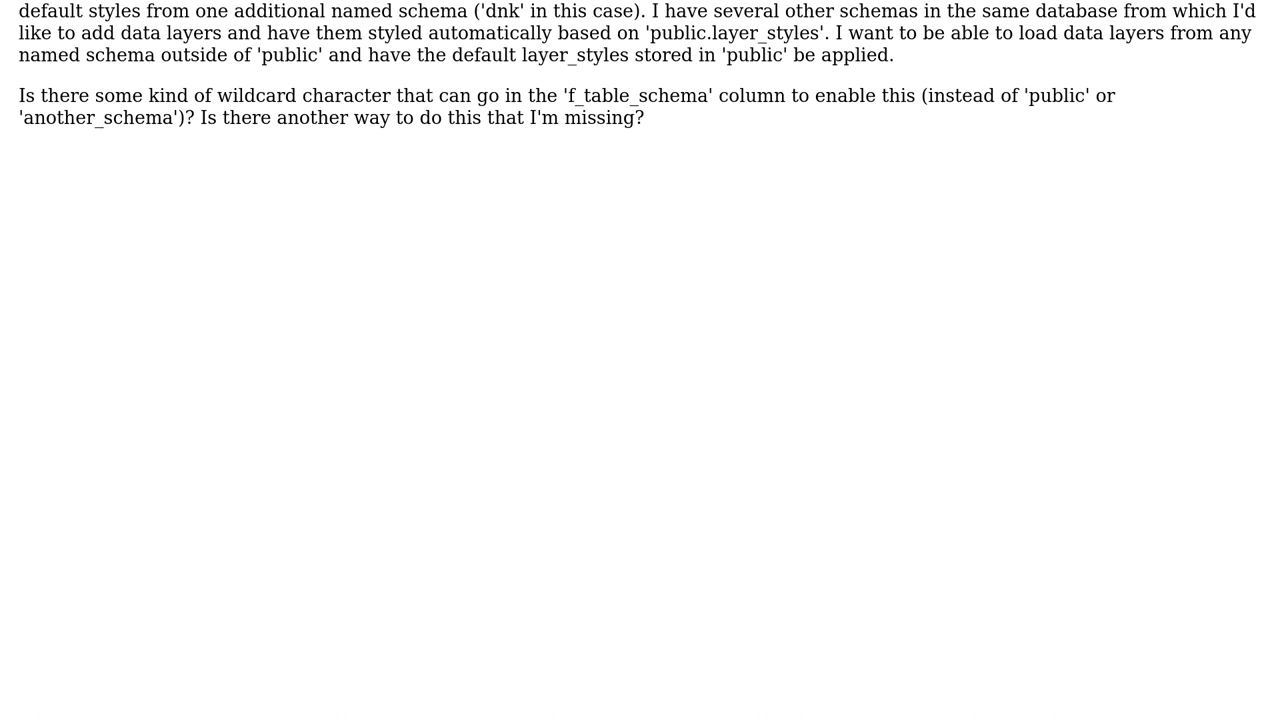 default styles from one additional named schema ('dnk' in this case). I have several other schemas in the same database from which I'd
like to add data layers and have them styled automatically based on 'public.layer_styles'. I want to be able to load data layers from any
named schema outside of 'public' and have the default layer_styles stored in 'public' be applied.
Is there some kind of wildcard character that can go in the 'f_table_schema' column to enable this (instead of 'public' or
'another_schema')? Is there another way to do this that I'm missing?